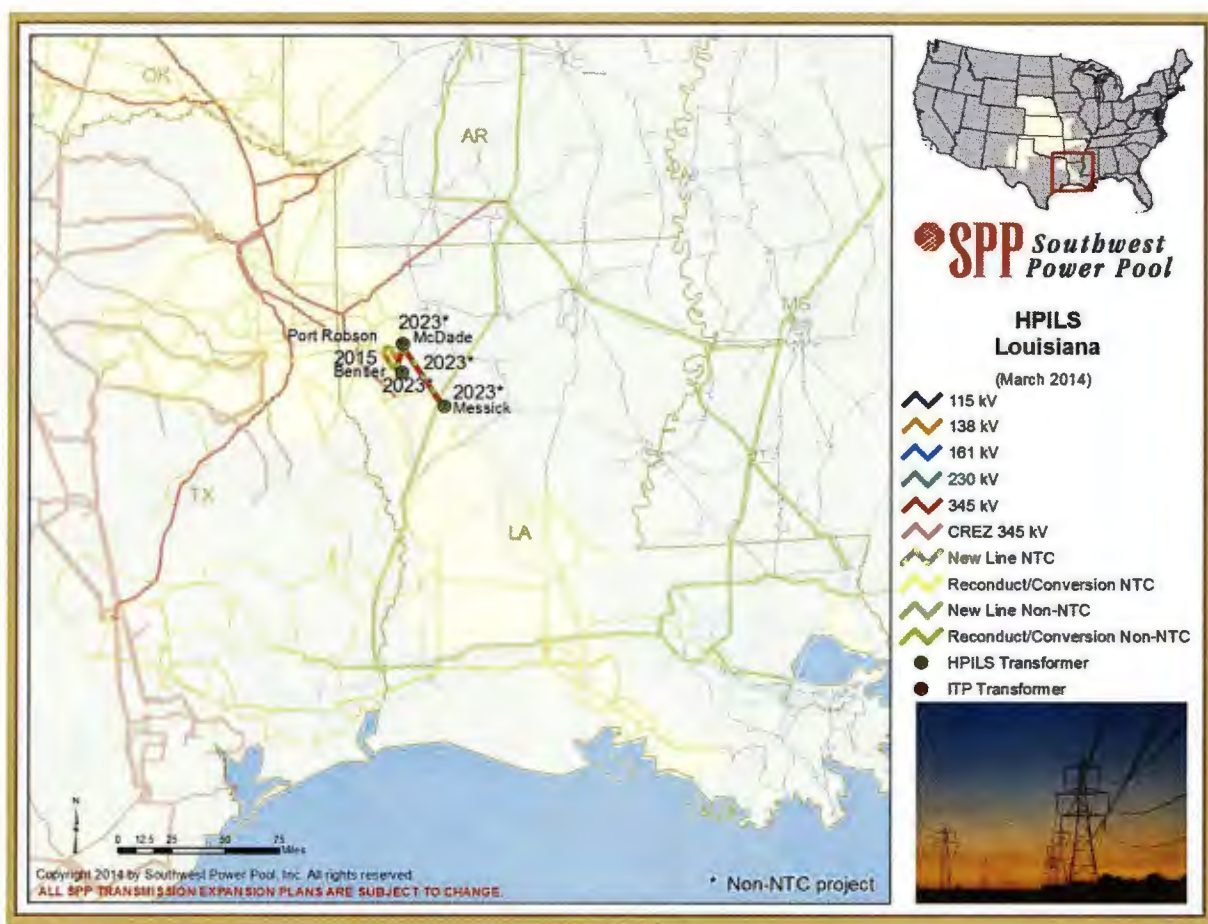 OK
AR
MS
TX
LA
Port Robson
2023*
McDade
2015
Bentler
2023*
2023*
2023*
Messick
N
0 12.5 25 50 75
Miles
Copyright 2014 by Southwest Power Pool, Inc. All rights reserved.
ALL SPP TRANSMISSION EXPANSION PLANS ARE SUBJECT TO CHANGE.
* Non-NTC project
SPP Southwest
Power Pool
HPILS
Louisiana
(March 2014)
115 kV
138 kV
161 kV
230 kV
345 kV
CREZ 345 kV
New Line NTC
Reconduct/Conversion NTC
New Line Non-NTC
Reconduct/Conversion Non-NTC
HPILS Transformer
ITP Transformer